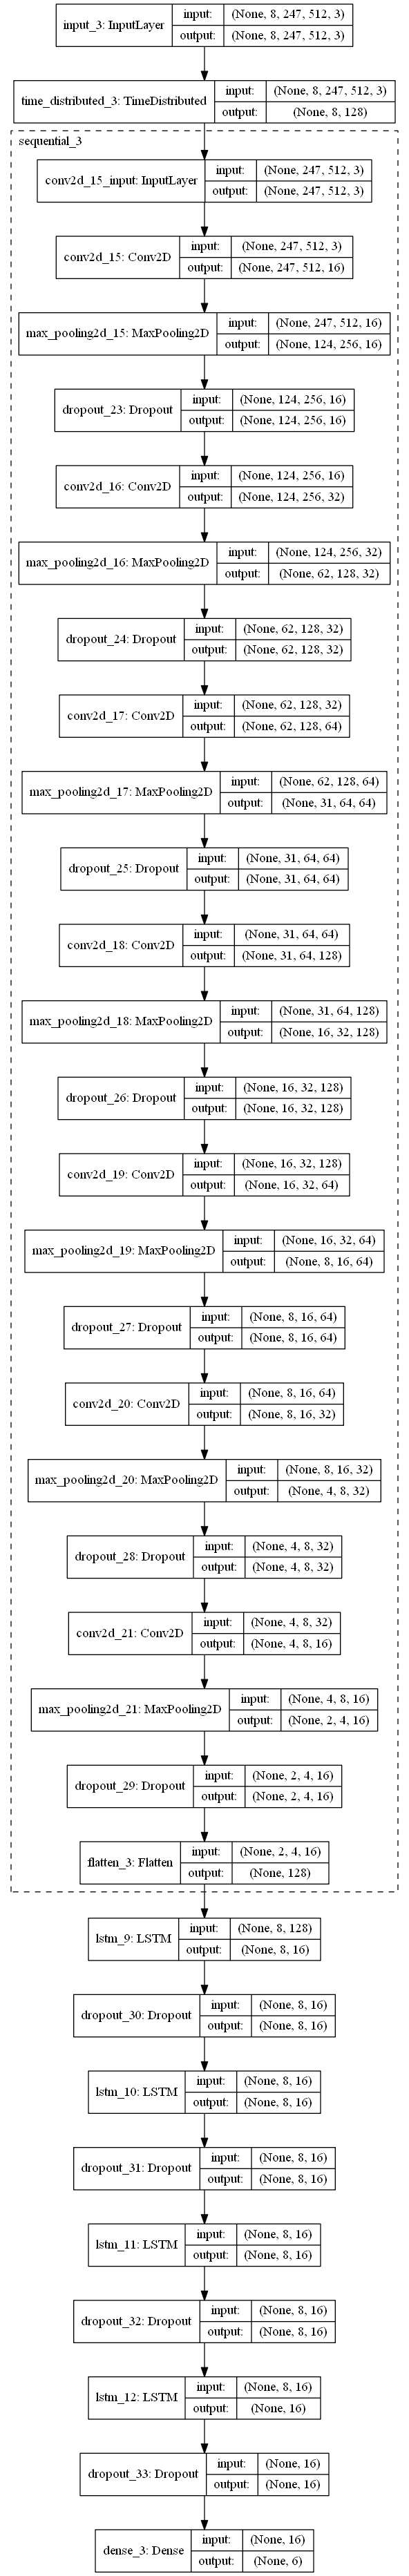 input_3: InputLayer input: (None, 8, 247, 512, 3)
output: (None, 8, 247, 512, 3)
time_distributed_3: TimeDistributed input: (None, 8, 247, 512, 3)
output: (None, 8, 128)
sequential_3
conv2d_15_input: InputLayer input: (None, 247, 512, 3)
output: (None, 247, 512, 3)
conv2d_15: Conv2D input: (None, 247, 512, 3)
output: (None, 247, 512, 16)
max_pooling2d_15: MaxPooling2D input: (None, 247, 512, 16)
output: (None, 124, 256, 16)
dropout_23: Dropout input: (None, 124, 256, 16)
output: (None, 124, 256, 16)
conv2d_16: Conv2D input: (None, 124, 256, 16)
output: (None, 124, 256, 32)
max_pooling2d_16: MaxPooling2D input: (None, 124, 256, 32)
output: (None, 62, 128, 32)
dropout_24: Dropout input: (None, 62, 128, 32)
output: (None, 62, 128, 32)
conv2d_17: Conv2D input: (None, 62, 128, 32)
output: (None, 62, 128, 64)
max_pooling2d_17: MaxPooling2D input: (None, 62, 128, 64)
output: (None, 31, 64, 64)
dropout_25: Dropout input: (None, 31, 64, 64)
output: (None, 31, 64, 64)
conv2d_18: Conv2D input: (None, 31, 64, 64)
output: (None, 31, 64, 128)
max_pooling2d_18: MaxPooling2D input: (None, 31, 64, 128)
output: (None, 16, 32, 128)
dropout_26: Dropout input: (None, 16, 32, 128)
output: (None, 16, 32, 128)
conv2d_19: Conv2D input: (None, 16, 32, 128)
output: (None, 16, 32, 64)
max_pooling2d_19: MaxPooling2D input: (None, 16, 32, 64)
output: (None, 8, 16, 64)
dropout_27: Dropout input: (None, 8, 16, 64)
output: (None, 8, 16, 64)
conv2d_20: Conv2D input: (None, 8, 16, 64)
output: (None, 8, 16, 32)
max_pooling2d_20: MaxPooling2D input: (None, 8, 16, 32)
output: (None, 4, 8, 32)
dropout_28: Dropout input: (None, 4, 8, 32)
output: (None, 4, 8, 32)
conv2d_21: Conv2D input: (None, 4, 8, 32)
output: (None, 4, 8, 16)
max_pooling2d_21: MaxPooling2D input: (None, 4, 8, 16)
output: (None, 2, 4, 16)
dropout_29: Dropout input: (None, 2, 4, 16)
output: (None, 2, 4, 16)
flatten_3: Flatten input: (None, 2, 4, 16)
output: (None, 128)
lstm_9: LSTM input: (None, 8, 128)
output: (None, 8, 16)
dropout_30: Dropout input: (None, 8, 16)
output: (None, 8, 16)
lstm_10: LSTM input: (None, 8, 16)
output: (None, 8, 16)
dropout_31: Dropout input: (None, 8, 16)
output: (None, 8, 16)
lstm_11: LSTM input: (None, 8, 16)
output: (None, 8, 16)
dropout_32: Dropout input: (None, 8, 16)
output: (None, 8, 16)
lstm_12: LSTM input: (None, 8, 16)
output: (None, 16)
dropout_33: Dropout input: (None, 16)
output: (None, 16)
dense_3: Dense input: (None, 16)
output: (None, 6)